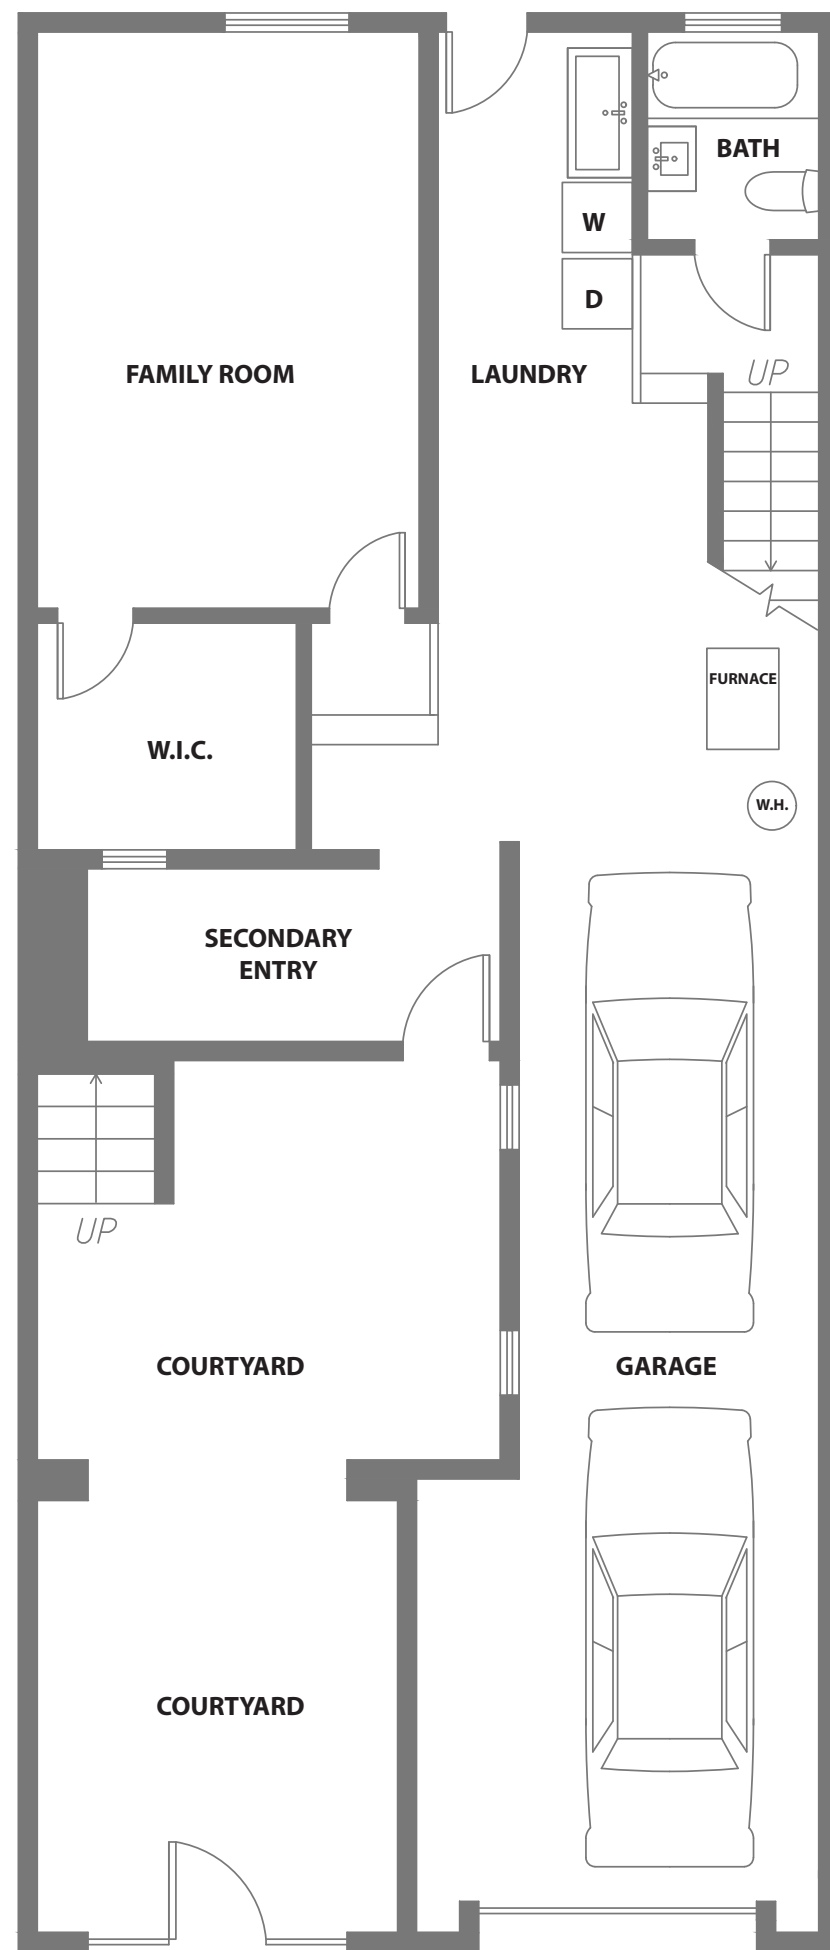 BATH
W
D
FAMILY ROOM
LAUNDRY
UP
FURNACE
W.I.C.
W.H.
SECONDARY
ENTRY
UP
COURTYARD
GARAGE
COURTYARD